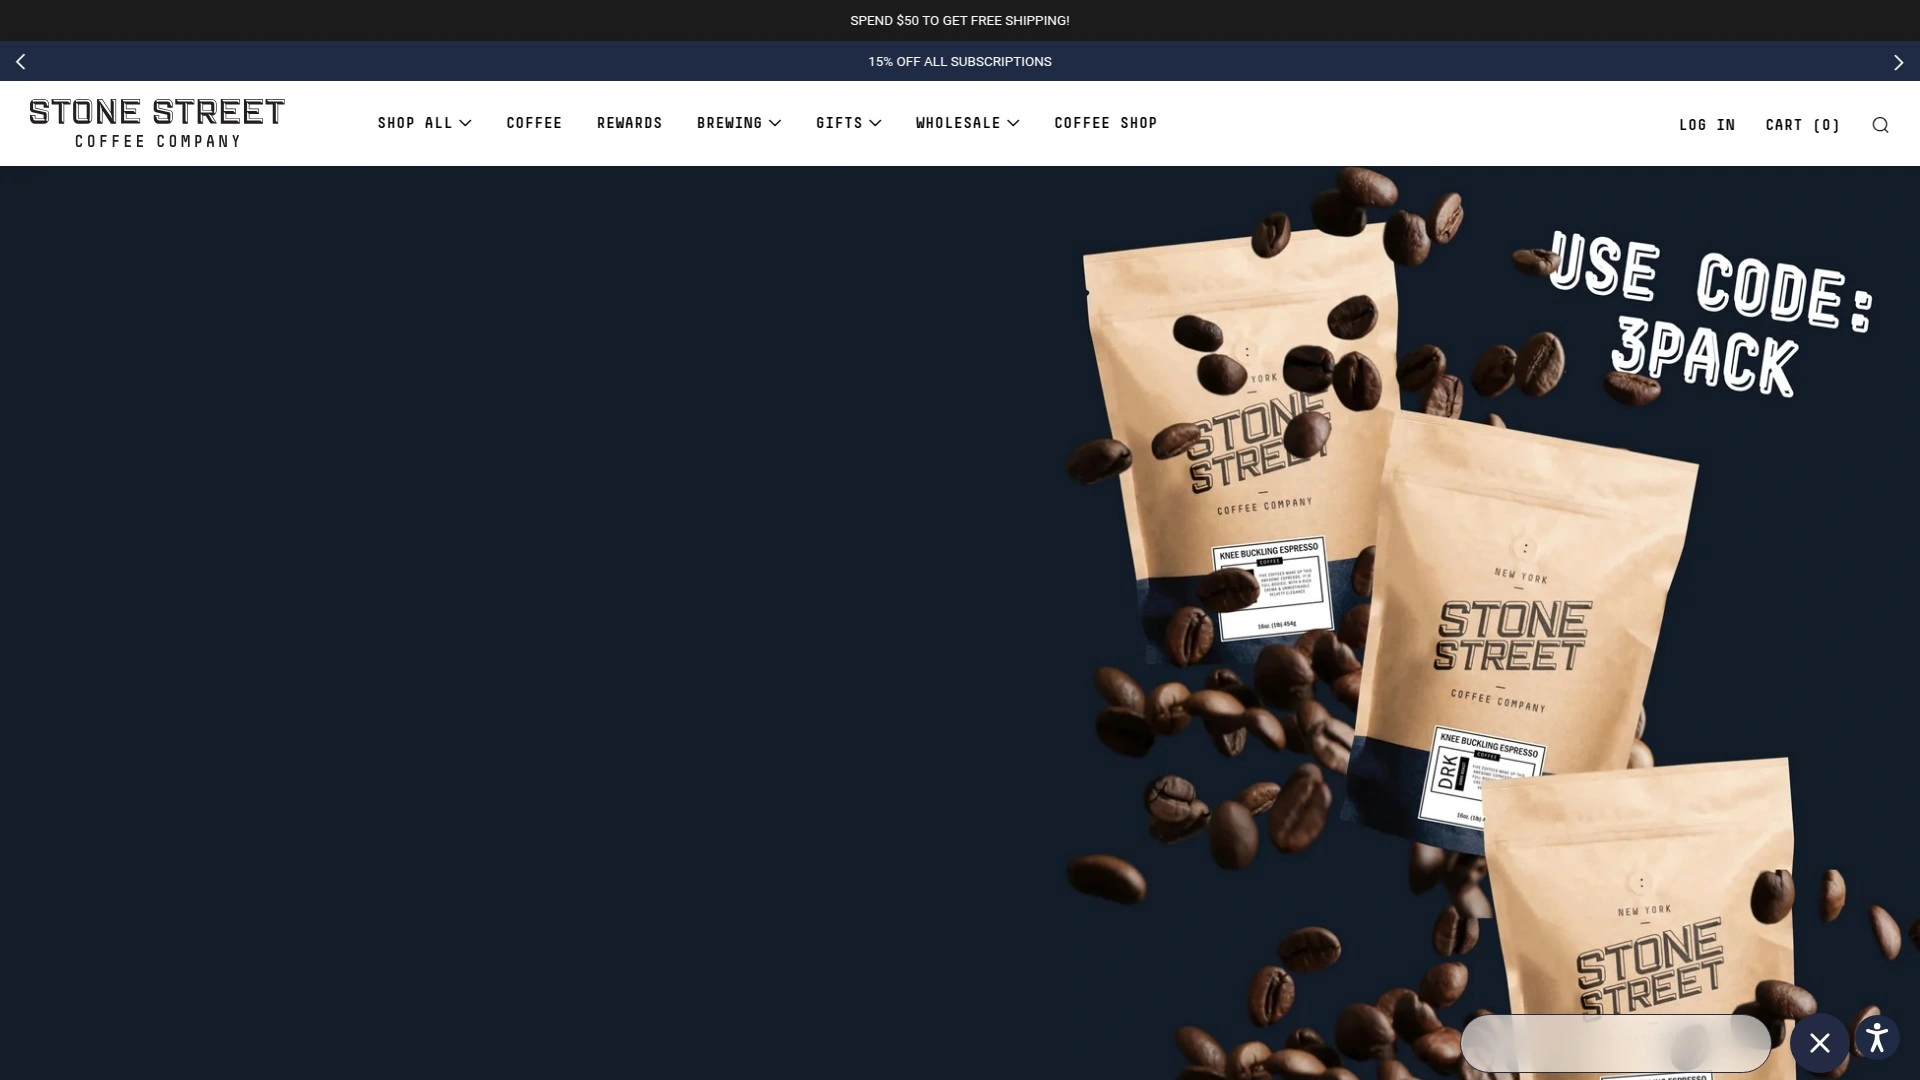 SPEND $50 TO GET FREE SHIPPING!
15% OFF ALL SUBSCRIPTIONS
STONE STREET
COFFEE COMPANY
SHOP ALL
COFFEE
REWARDS
BREWING
GIFTS
WHOLESALE
COFFEE SHOP
LOG IN
CART (0)
USE CODE:
3PACK
YORK
STONE
STREET
COFFEE COMPANY
KNEE BUCKLING ESPRESSO
COFFEE
16oz. (1lb) 454g
NEW YORK
STONE
STREET
COFFEE COMPANY
KNEE BUCKLING ESPRESSO
COFFEE
DRK
16oz. (1lb)
NEW YORK
STONE
STREET